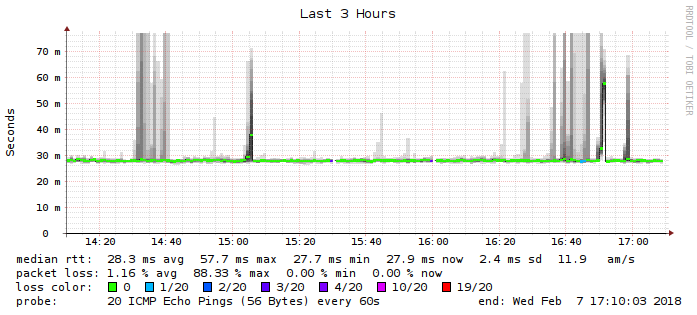 Last 3 Hours
RRDTOOL / TOBI OETIKER
Seconds
70 m
60 m
50 m
40 m
30 m
20 m
10 m
0
14:20 14:40 15:00 15:20 15:40 16:00 16:20 16:40 17:00
median rtt: 28.3 ms avg 57.7 ms max 27.7 ms min 27.9 ms now 2.4 ms sd 11.9 am/s
packet loss: 1.16 % avg 88.33 % max 0.00 % min 0.00 % now
loss color: 0 1/20 2/20 3/20 4/20 10/20 19/20
probe: 20 ICMP Echo Pings (56 Bytes) every 60s end: Wed Feb 7 17:10:03 2018